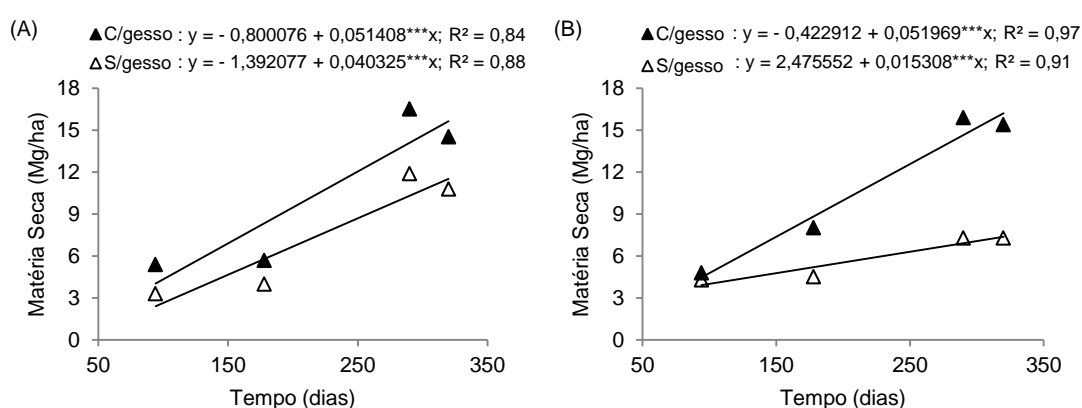 (A)
▲C/gesso : y = - 0,800076 + 0,051408***x; R² = 0,84
△S/gesso : y = - 1,392077 + 0,040325***x; R² = 0,88
Matéria Seca (Mg/ha)
18
15
12
9
6
3
0
50 150 250 350
Tempo (dias)
(B)
▲C/gesso : y = - 0,422912 + 0,051969***x; R² = 0,97
△S/gesso : y = 2,475552 + 0,015308***x; R² = 0,91
Matéria Seca (Mg/ha)
18
15
12
9
6
3
0
50 150 250 350
Tempo (dias)